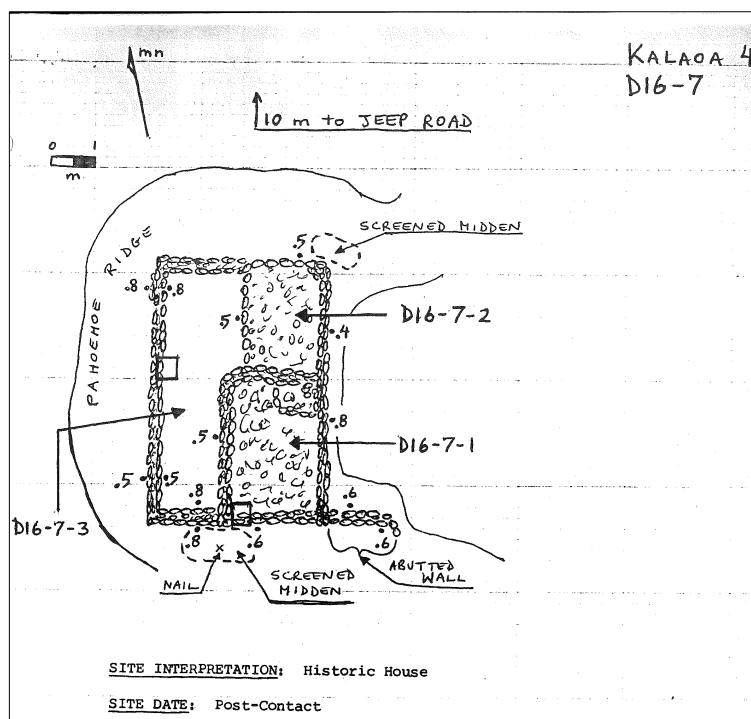 KALAOA 4
D16-7
mn
10 m to JEEP ROAD
0 1
m
SCREENED MIDDEN
PAHOEHOE RIDGE
.5
.8 .8
.5
D16-7-2
.4
.8
.5
D16-7-1
.5 .5
.8
.6
D16-7-3
.8
.6
.6
x
NAIL
SCREENED
MIDDEN
ABUTTED
WALL
SITE INTERPRETATION: Historic House
SITE DATE: Post-Contact